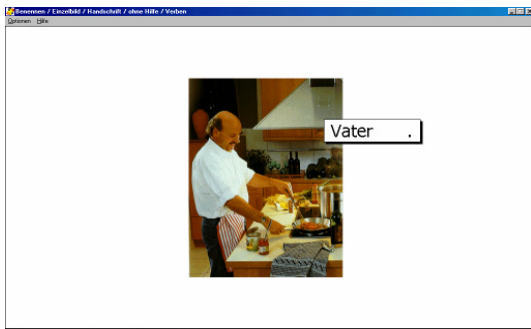 Benennen / Einzelbild / Handschrift / ohne Hilfe / Verben
Optionen Hilfe
Vater .